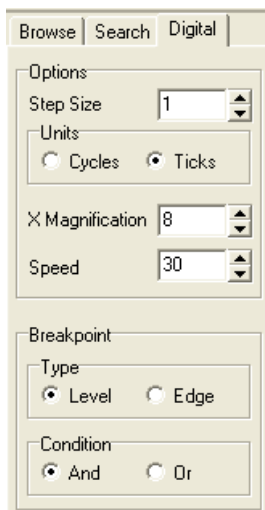 Browse Search Digital
Options
Step Size 1
Units
Cycles Ticks
X Magnification 8
Speed 30
Breakpoint
Type
Level Edge
Condition
And Or